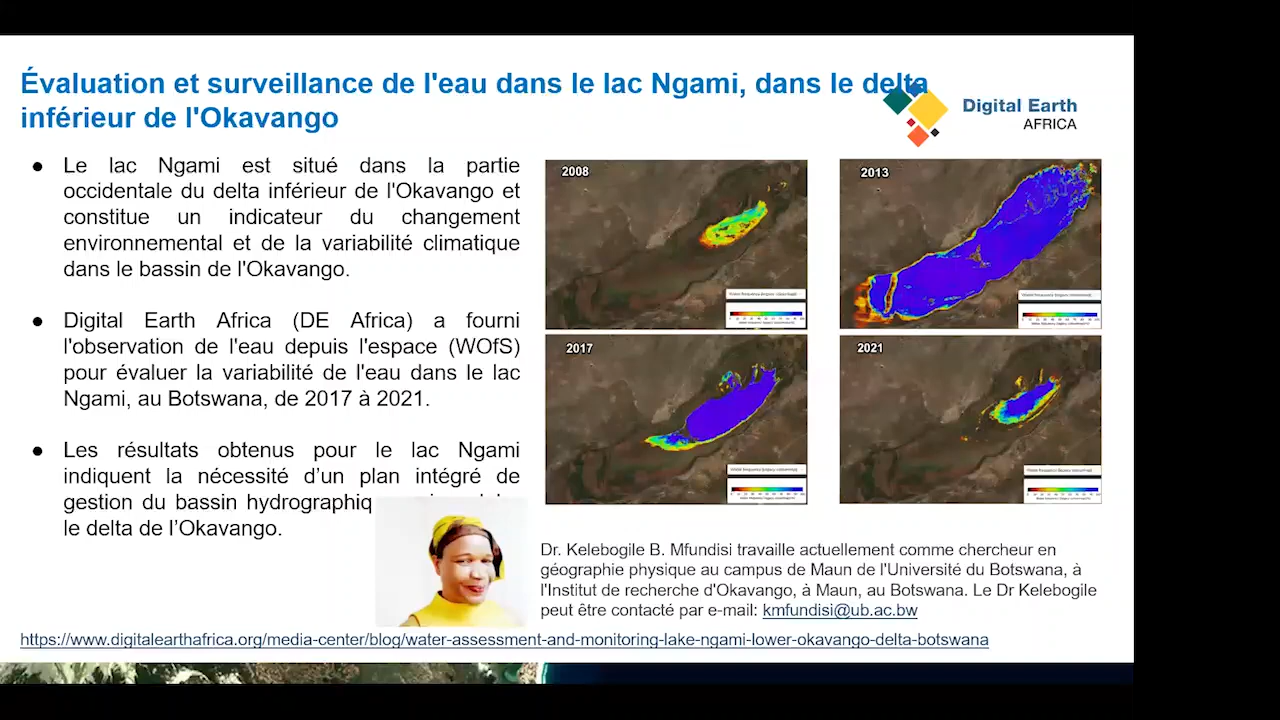 Évaluation et surveillance de l'eau dans le lac Ngami, dans le delta
inférieur de l'Okavango
Digital Earth
AFRICA
● Le lac Ngami est situé dans la partie
occidentale du delta inférieur de l'Okavango et
constitue un indicateur du changement
environnemental et de la variabilité climatique
dans le bassin de l'Okavango.
● Digital Earth Africa (DE Africa) a fourni
l'observation de l'eau depuis l'espace (WOfS)
pour évaluer la variabilité de l'eau dans le lac
Ngami, au Botswana, de 2017 à 2021.
● Les résultats obtenus pour le lac Ngami
indiquent la nécessité d’un plan intégré de
gestion du bassin
le delta de l’Okavango.
2008
2013
2017
2021
Dr. Kelebogile B. Mfundisi travaille actuellement comme chercheur en
géographie physique au campus de Maun de l'Université du Botswana, à
l'Institut de recherche d'Okavango, à Maun, au Botswana. Le Dr Kelebogile
peut être contacté par e-mail: kmfundisi@ub.ac.bw
https://www.digitalearthafrica.org/media-center/blog/water-assessment-and-monitoring-lake-ngami-lower-okavango-delta-botswana